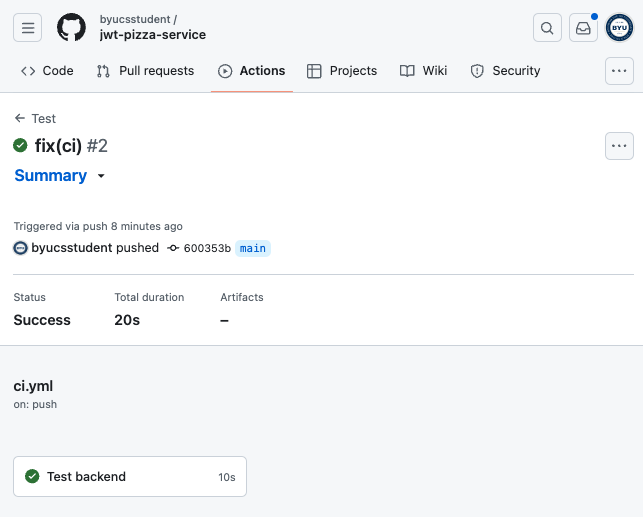 byucsstudent /
jwt-pizza-service
BYU
Code
Pull requests
Actions
Projects
Wiki
Security
Test
fix(ci) #2
Summary
Triggered via push 8 minutes ago
byucsstudent pushed 600353b main
Status
Total duration
Artifacts
Success
20s
–
ci.yml
on: push
Test backend
10s